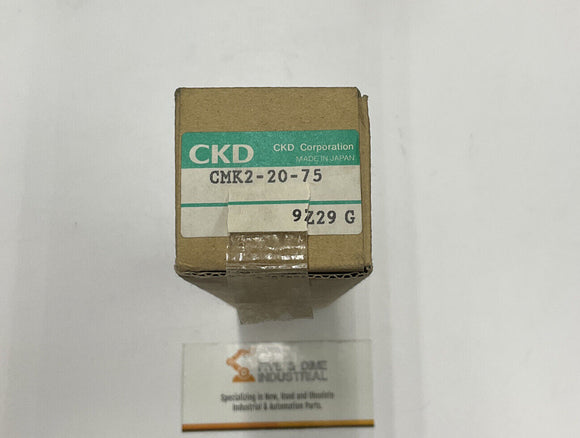 CKD CKD Corporation
MADE IN JAPAN
CMK2-20-75
9Z29 G
FIVE & DIME
INDUSTRIAL
Specializing in New, Used and Obsolete
Industrial & Automation Parts.